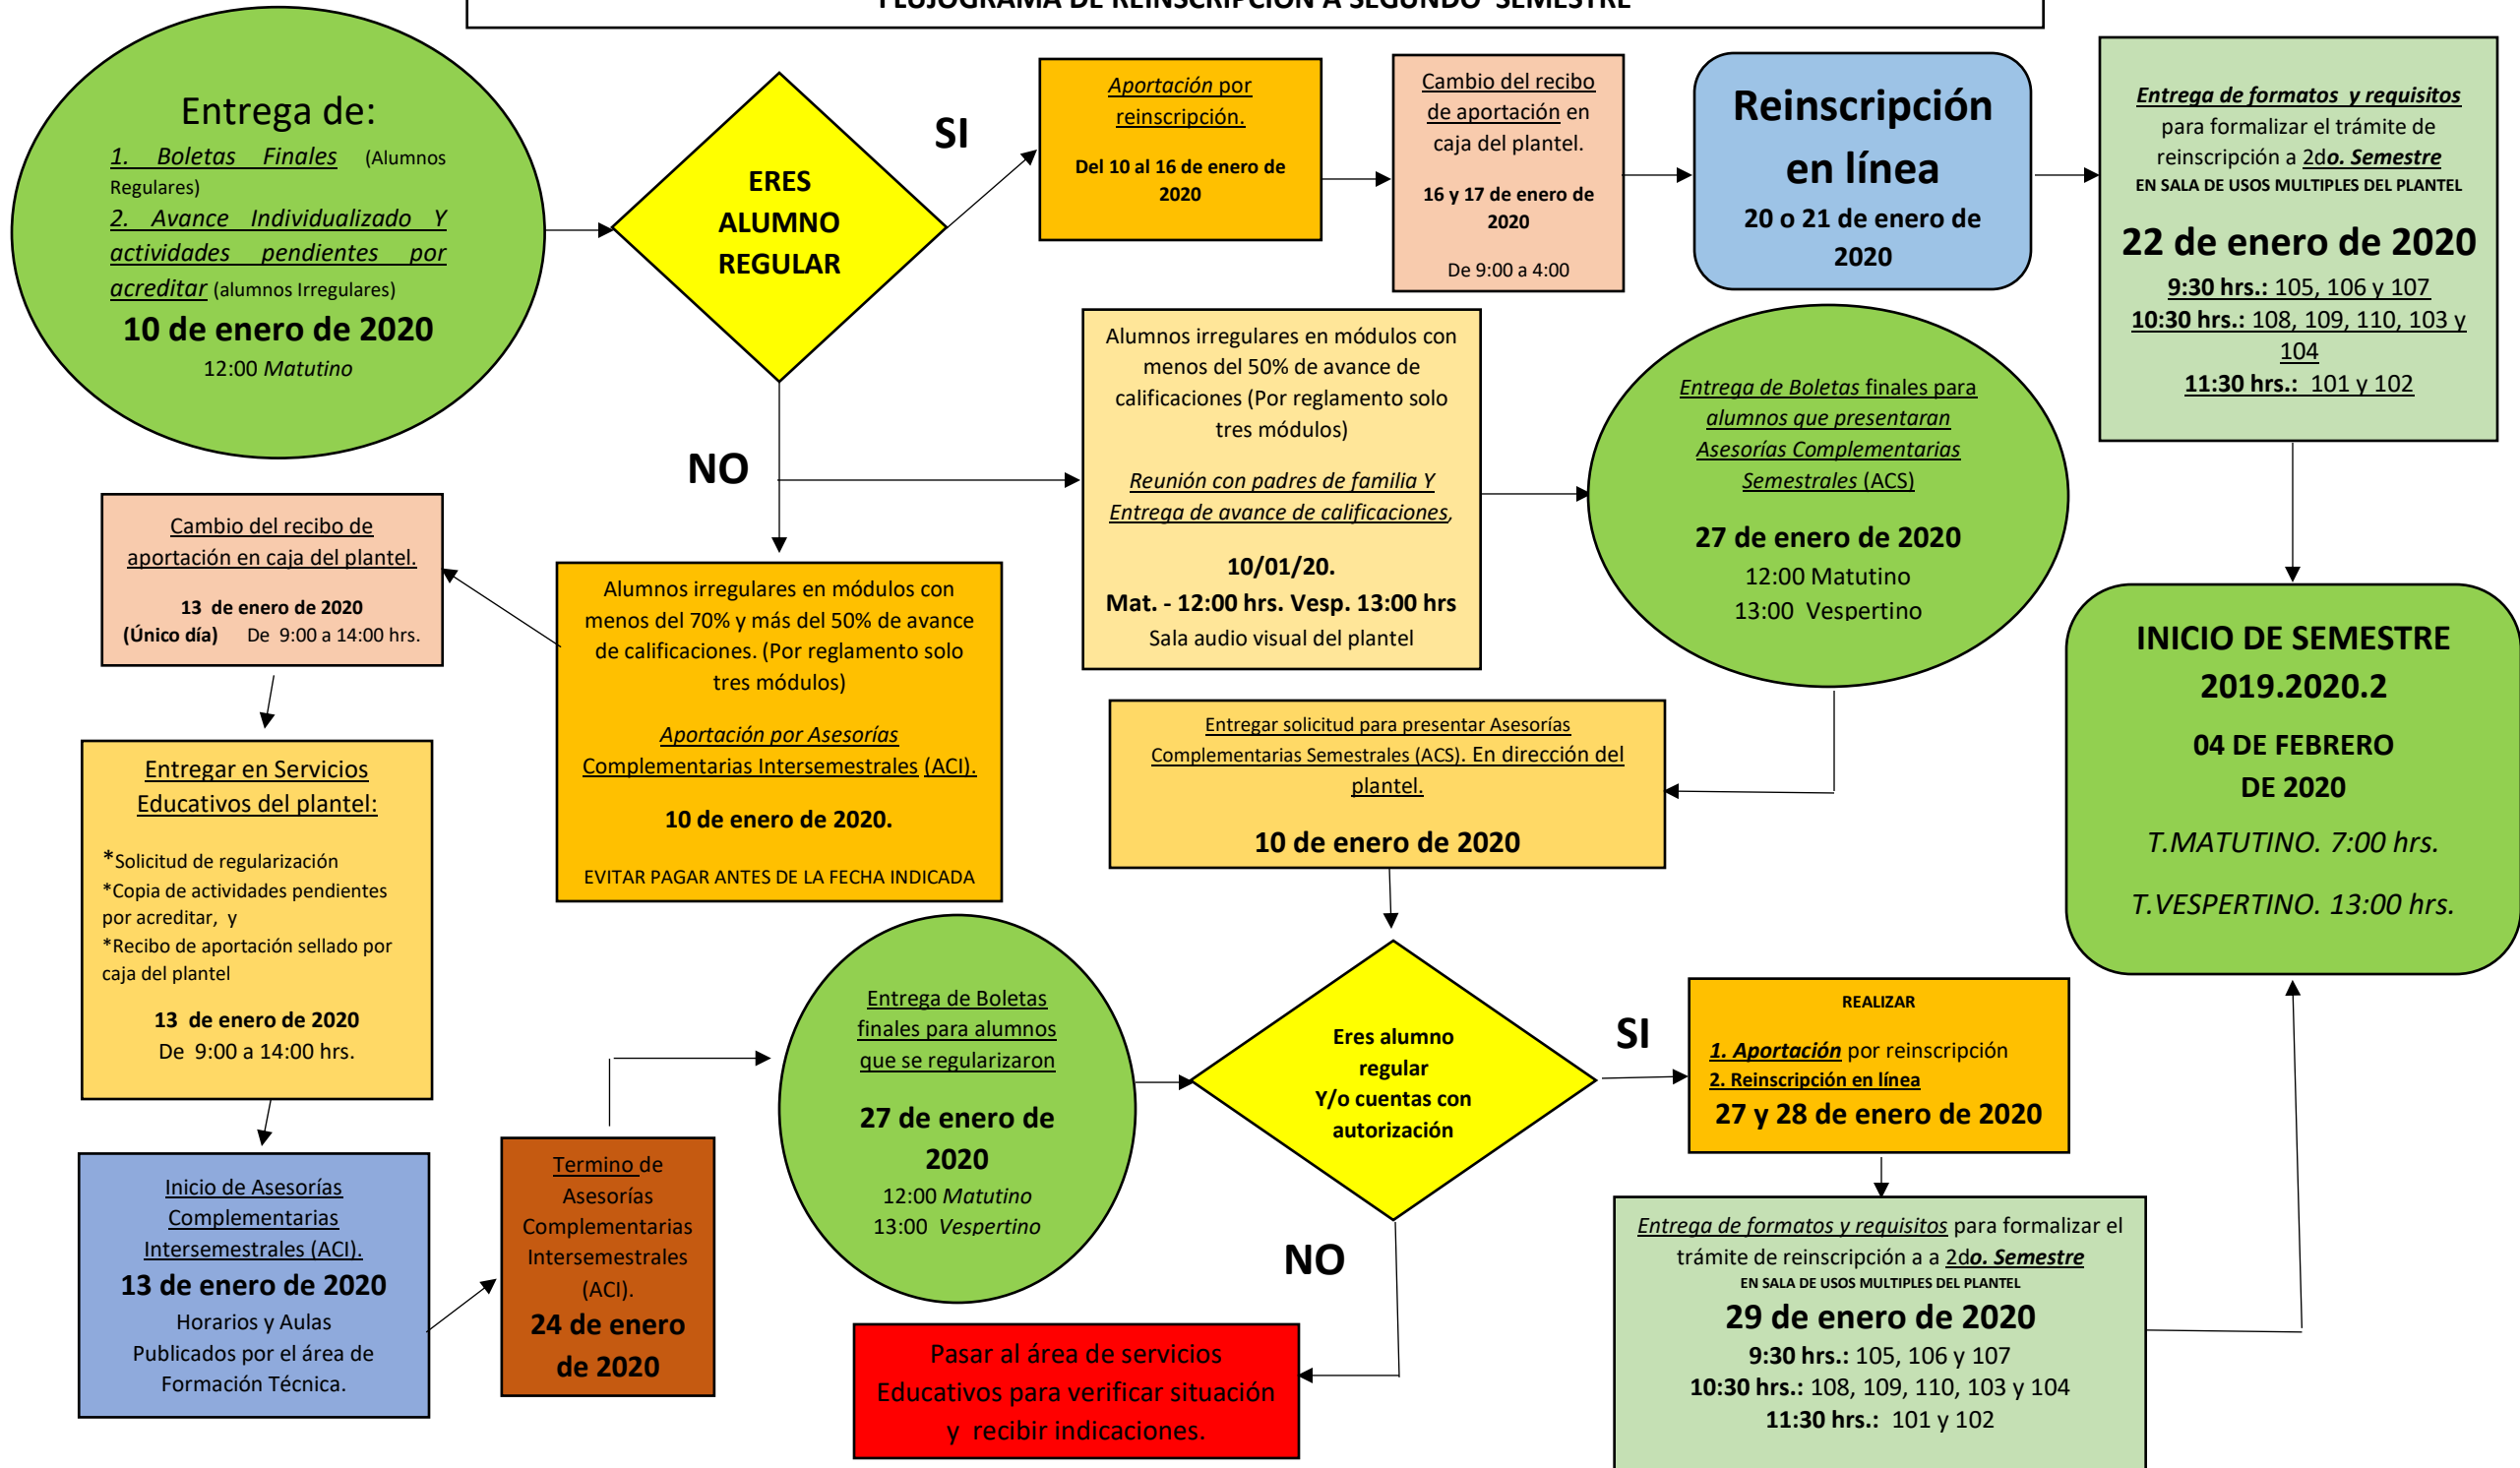 FLUJOGRAMA DE REINSCRIPCIÓN A SEGUNDO SEMESTRE
Entrega de:
1. Boletas Finales (Alumnos
Regulares)
2. Avance Individualizado Y
actividades pendientes por
acreditar (alumnos Irregulares)
10 de enero de 2020
12:00 Matutino
ERES
ALUMNO
REGULAR
SI
Aportación por
reinscripción.
Del 10 al 16 de enero de
2020
Cambio del recibo
de aportación en
caja del plantel.
16 y 17 de enero de
2020
De 9:00 a 4:00
Reinscripción
en línea
20 o 21 de enero de
2020
Entrega de formatos y requisitos
para formalizar el trámite de
reinscripción a 2do. Semestre
EN SALA DE USOS MULTIPLES DEL PLANTEL
22 de enero de 2020
9:30 hrs.: 105, 106 y 107
10:30 hrs.: 108, 109, 110, 103 y
104
11:30 hrs.: 101 y 102
NO
Alumnos irregulares en módulos con
menos del 50% de avance de
calificaciones (Por reglamento solo
tres módulos)
Reunión con padres de familia Y
Entrega de avance de calificaciones,
10/01/20.
Mat. - 12:00 hrs. Vesp. 13:00 hrs
Sala audio visual del plantel
Entrega de Boletas finales para
alumnos que presentaran
Asesorías Complementarias
Semestrales (ACS)
27 de enero de 2020
12:00 Matutino
13:00 Vespertino
Cambio del recibo de
aportación en caja del plantel.
13 de enero de 2020
(Único día) De 9:00 a 14:00 hrs.
Alumnos irregulares en módulos con
menos del 70% y más del 50% de avance
de calificaciones. (Por reglamento solo
tres módulos)
Aportación por Asesorías
Complementarias Intersemestrales (ACI).
10 de enero de 2020.
EVITAR PAGAR ANTES DE LA FECHA INDICADA
Entregar solicitud para presentar Asesorías
Complementarias Semestrales (ACS). En dirección del
plantel.
10 de enero de 2020
INICIO DE SEMESTRE
2019.2020.2
04 DE FEBRERO
DE 2020
T.MATUTINO. 7:00 hrs.
T.VESPERTINO. 13:00 hrs.
Entregar en Servicios
Educativos del plantel:
*Solicitud de regularización
*Copia de actividades pendientes
por acreditar, y
*Recibo de aportación sellado por
caja del plantel
13 de enero de 2020
De 9:00 a 14:00 hrs.
Inicio de Asesorías
Complementarias
Intersemestrales (ACI).
13 de enero de 2020
Horarios y Aulas
Publicados por el área de
Formación Técnica.
Termino de
Asesorías
Complementarias
Intersemestrales
(ACI).
24 de enero
de 2020
Entrega de Boletas
finales para alumnos
que se regularizaron
27 de enero de
2020
12:00 Matutino
13:00 Vespertino
Eres alumno
regular
Y/o cuentas con
autorización
SI
REALIZAR
1. Aportación por reinscripción
2. Reinscripción en línea
27 y 28 de enero de 2020
NO
Pasar al área de servicios
Educativos para verificar situación
y recibir indicaciones.
Entrega de formatos y requisitos para formalizar el
trámite de reinscripción a a 2do. Semestre
EN SALA DE USOS MULTIPLES DEL PLANTEL
29 de enero de 2020
9:30 hrs.: 105, 106 y 107
10:30 hrs.: 108, 109, 110, 103 y 104
11:30 hrs.: 101 y 102